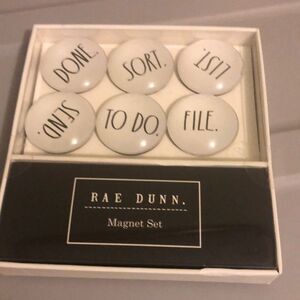 DONE.
SORT.
LIST.
SEND.
TO DO.
FILE.
RAE DUNN.
Magnet Set